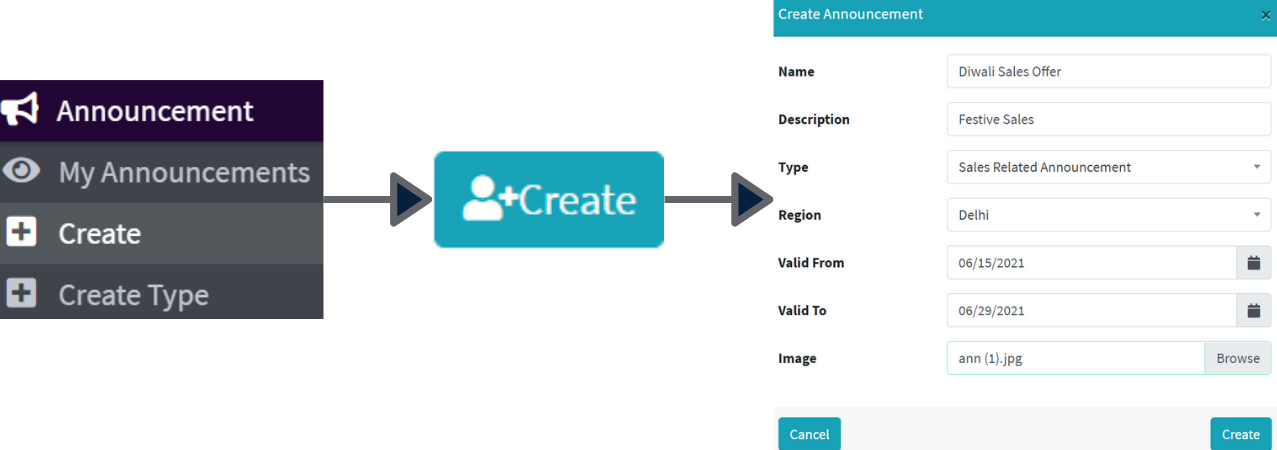 Announcement
My Announcements
Create
Create Type
Create
Create Announcement ×
Name Diwali Sales Offer
Description Festive Sales
Type Sales Related Announcement
Region Delhi
Valid From 06/15/2021
Valid To 06/29/2021
Image ann (1).jpg Browse
Cancel Create